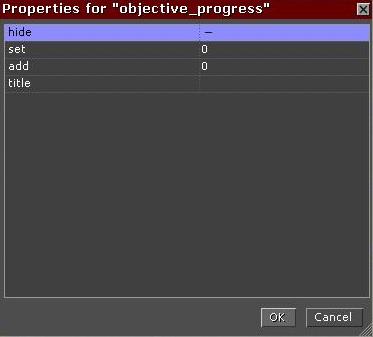 Properties for "objective_progress"
hide –
set 0
add 0
title
OK Cancel